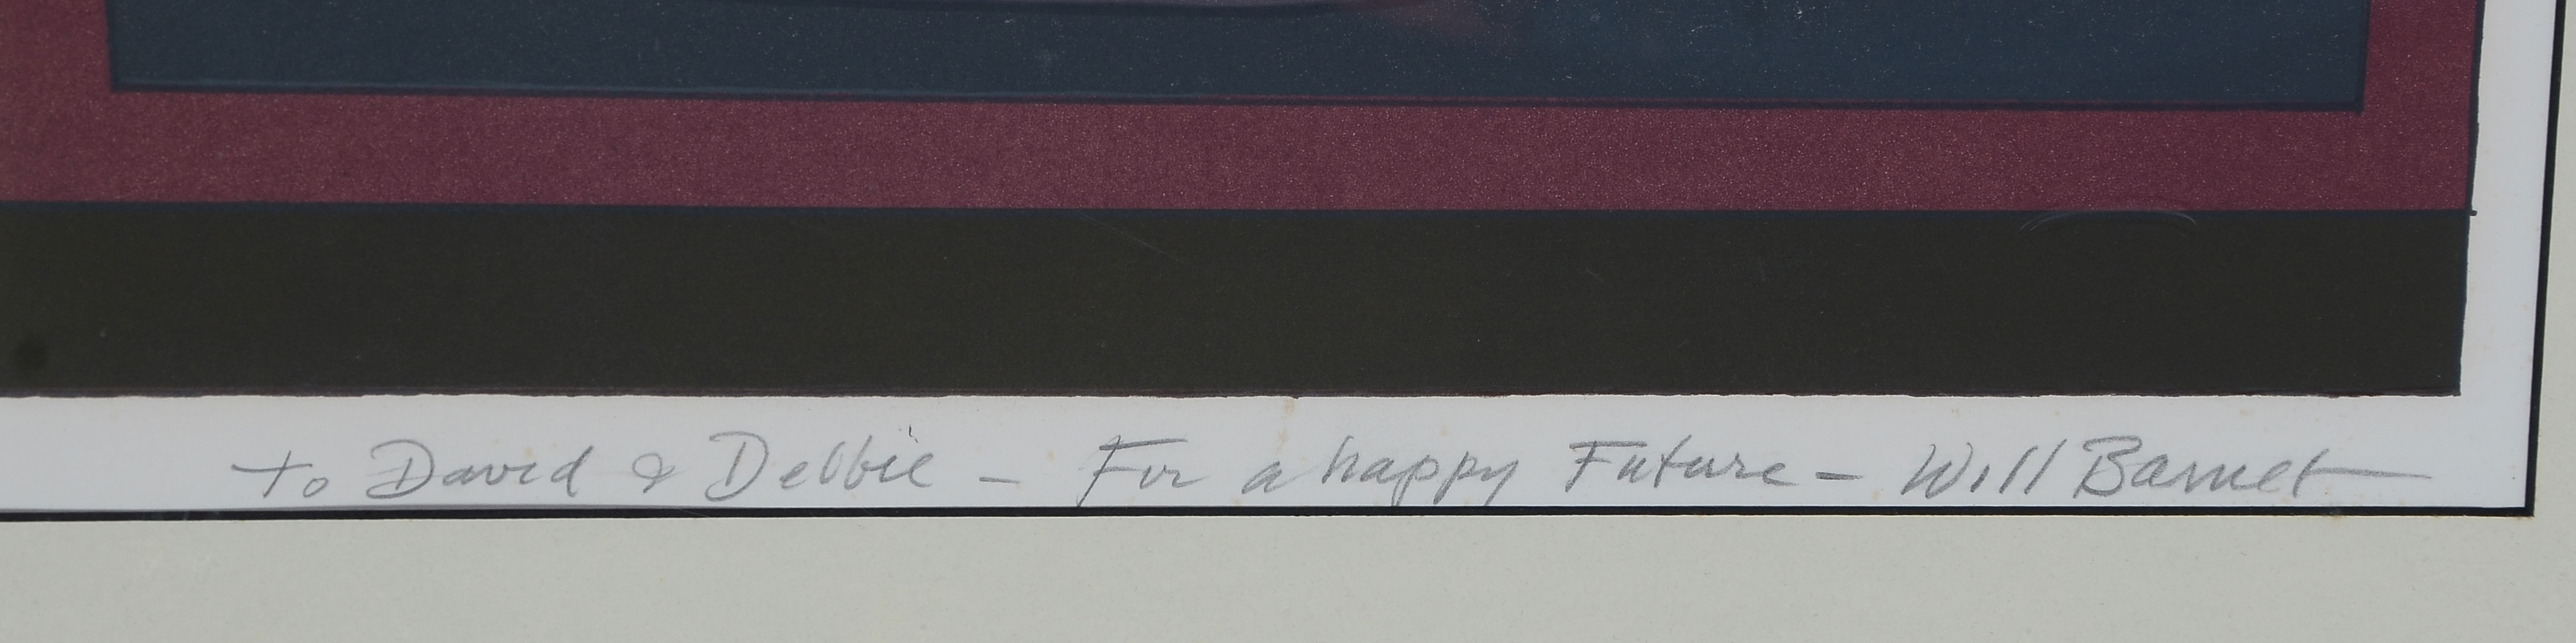 to David & Debbie – For a happy Future – Will Barnet